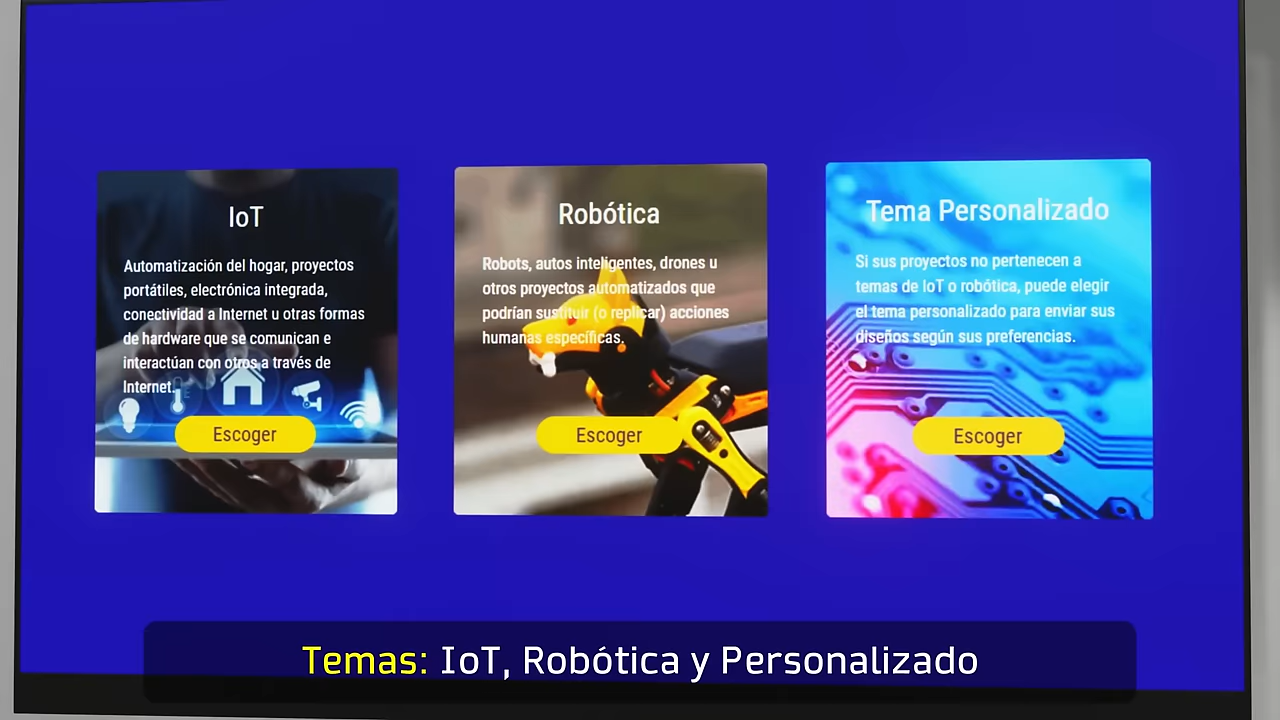 IoT
Automatización del hogar, proyectos
portátiles, electrónica integrada,
conectividad a Internet u otras formas
de hardware que se comunican e
interactúan con otros a través de
Internet.
Escoger
Robótica
Robots, autos inteligentes, drones u
otros proyectos automatizados que
podrían sustituir (o replicar) acciones
humanas específicas.
Escoger
Tema Personalizado
Si sus proyectos no pertenecen a
temas de IoT o robótica, puede elegir
el tema personalizado para enviar sus
diseños según sus preferencias.
Escoger
Temas: IoT, Robótica y Personalizado